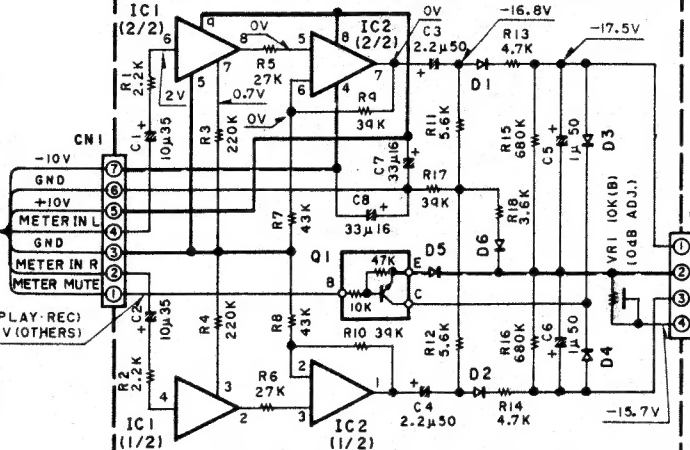 IC1
(2/2)
9
0V
IC2
(2/2)
0V
C3
2.2µ50
-16.8V
R13
4.7K
-17.5V
6
8
5
8
7
R1
2.2K
2V
5
7
R5
27K
6
4
D1
0.7V
0V
R9
39K
C1
10µ35
R3
220K
R11
5.6K
R15
680K
C5
1µ50
D3
CN1
C7
33µ16
-10V
7
GND
6
R17
39K
+10V
5
C8
33µ16
R18
3.6K
VR1 10K(B)
(10dB ADJ.)
METER IN L
4
R7
43K
D6
1
GND
3
Q1
47K
E
D5
2
METER IN R
2
METER MUTE
1
B
10K
C
3
PLAY·REC)
V(OTHERS)
C2
10µ35
R4
220K
R8
43K
R10 39K
R12
5.6K
R16
680K
C6
1µ50
4
D4
R2
2.2K
3
R6
27K
2
1
D2
4
2
3
C4
2.2µ50
R14
4.7K
-15.7V
IC1
(1/2)
IC2
(1/2)